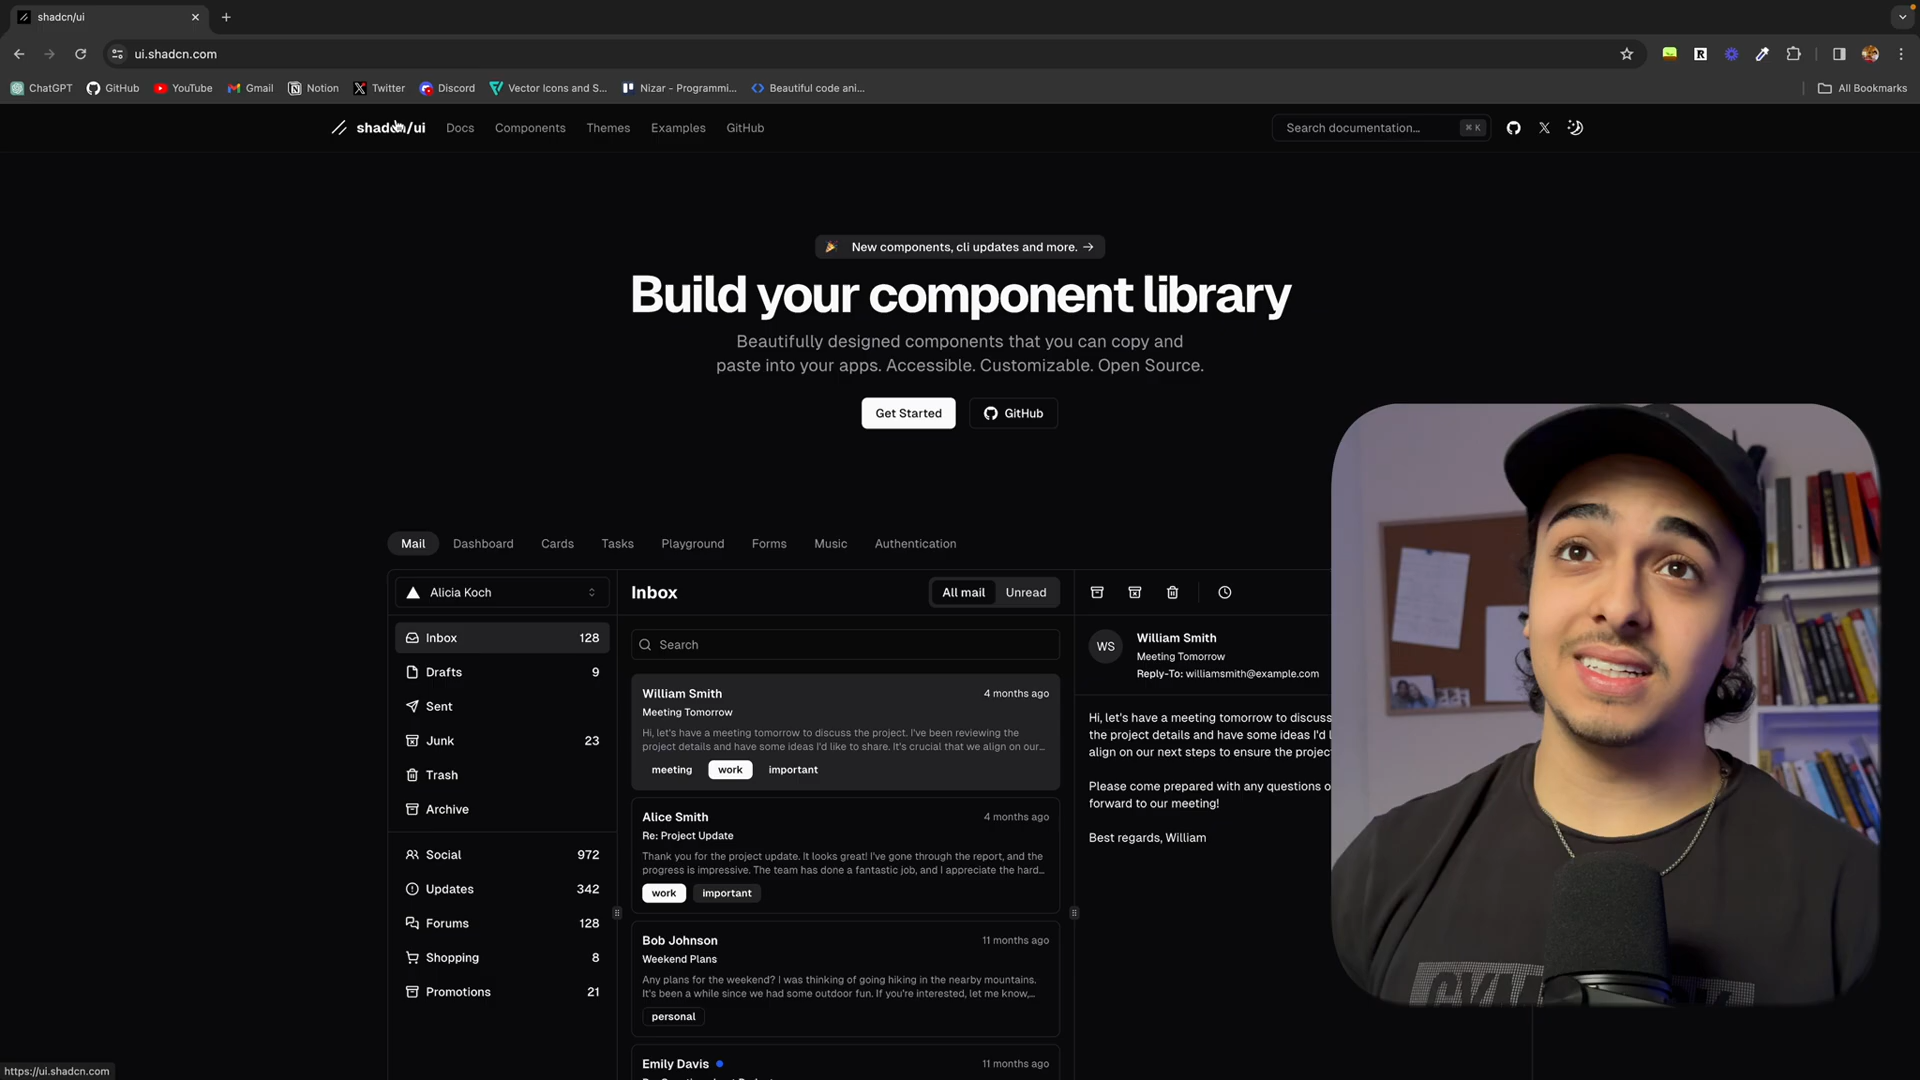 shadcn/ui
ui.shadcn.com
ChatGPT GitHub YouTube Gmail Notion Twitter Discord Vector Icons and S... Nizar - Programmi... Beautiful code ani... All Bookmarks
shadcn/ui Docs Components Themes Examples GitHub Search documentation... ⌘ K
New components, cli updates and more. →
Build your component library
Beautifully designed components that you can copy and
paste into your apps. Accessible. Customizable. Open Source.
Get Started GitHub
Mail Dashboard Cards Tasks Playground Forms Music Authentication
Alicia Koch
Inbox 128
Drafts 9
Sent
Junk 23
Trash
Archive
Social 972
Updates 342
Forums 128
Shopping 8
Promotions 21
Inbox All mail Unread
Search
William Smith 4 months ago
Meeting Tomorrow
Hi, let's have a meeting tomorrow to discuss the project. I've been reviewing the
project details and have some ideas I'd like to share. It's crucial that we align on our...
meeting work important
Alice Smith 4 months ago
Re: Project Update
Thank you for the project update. It looks great! I've gone through the report, and the
progress is impressive. The team has done a fantastic job, and I appreciate the hard...
work important
Bob Johnson 11 months ago
Weekend Plans
Any plans for the weekend? I was thinking of going hiking in the nearby mountains.
It's been a while since we had some outdoor fun. If you're interested, let me know,...
personal
Emily Davis 11 months ago
WS
William Smith
Meeting Tomorrow
Reply-To: williamsmith@example.com
Hi, let's have a meeting tomorrow to discuss
the project details and have some ideas I'd l
align on our next steps to ensure the project
Please come prepared with any questions o
forward to our meeting!
Best regards, William
https://ui.shadcn.com